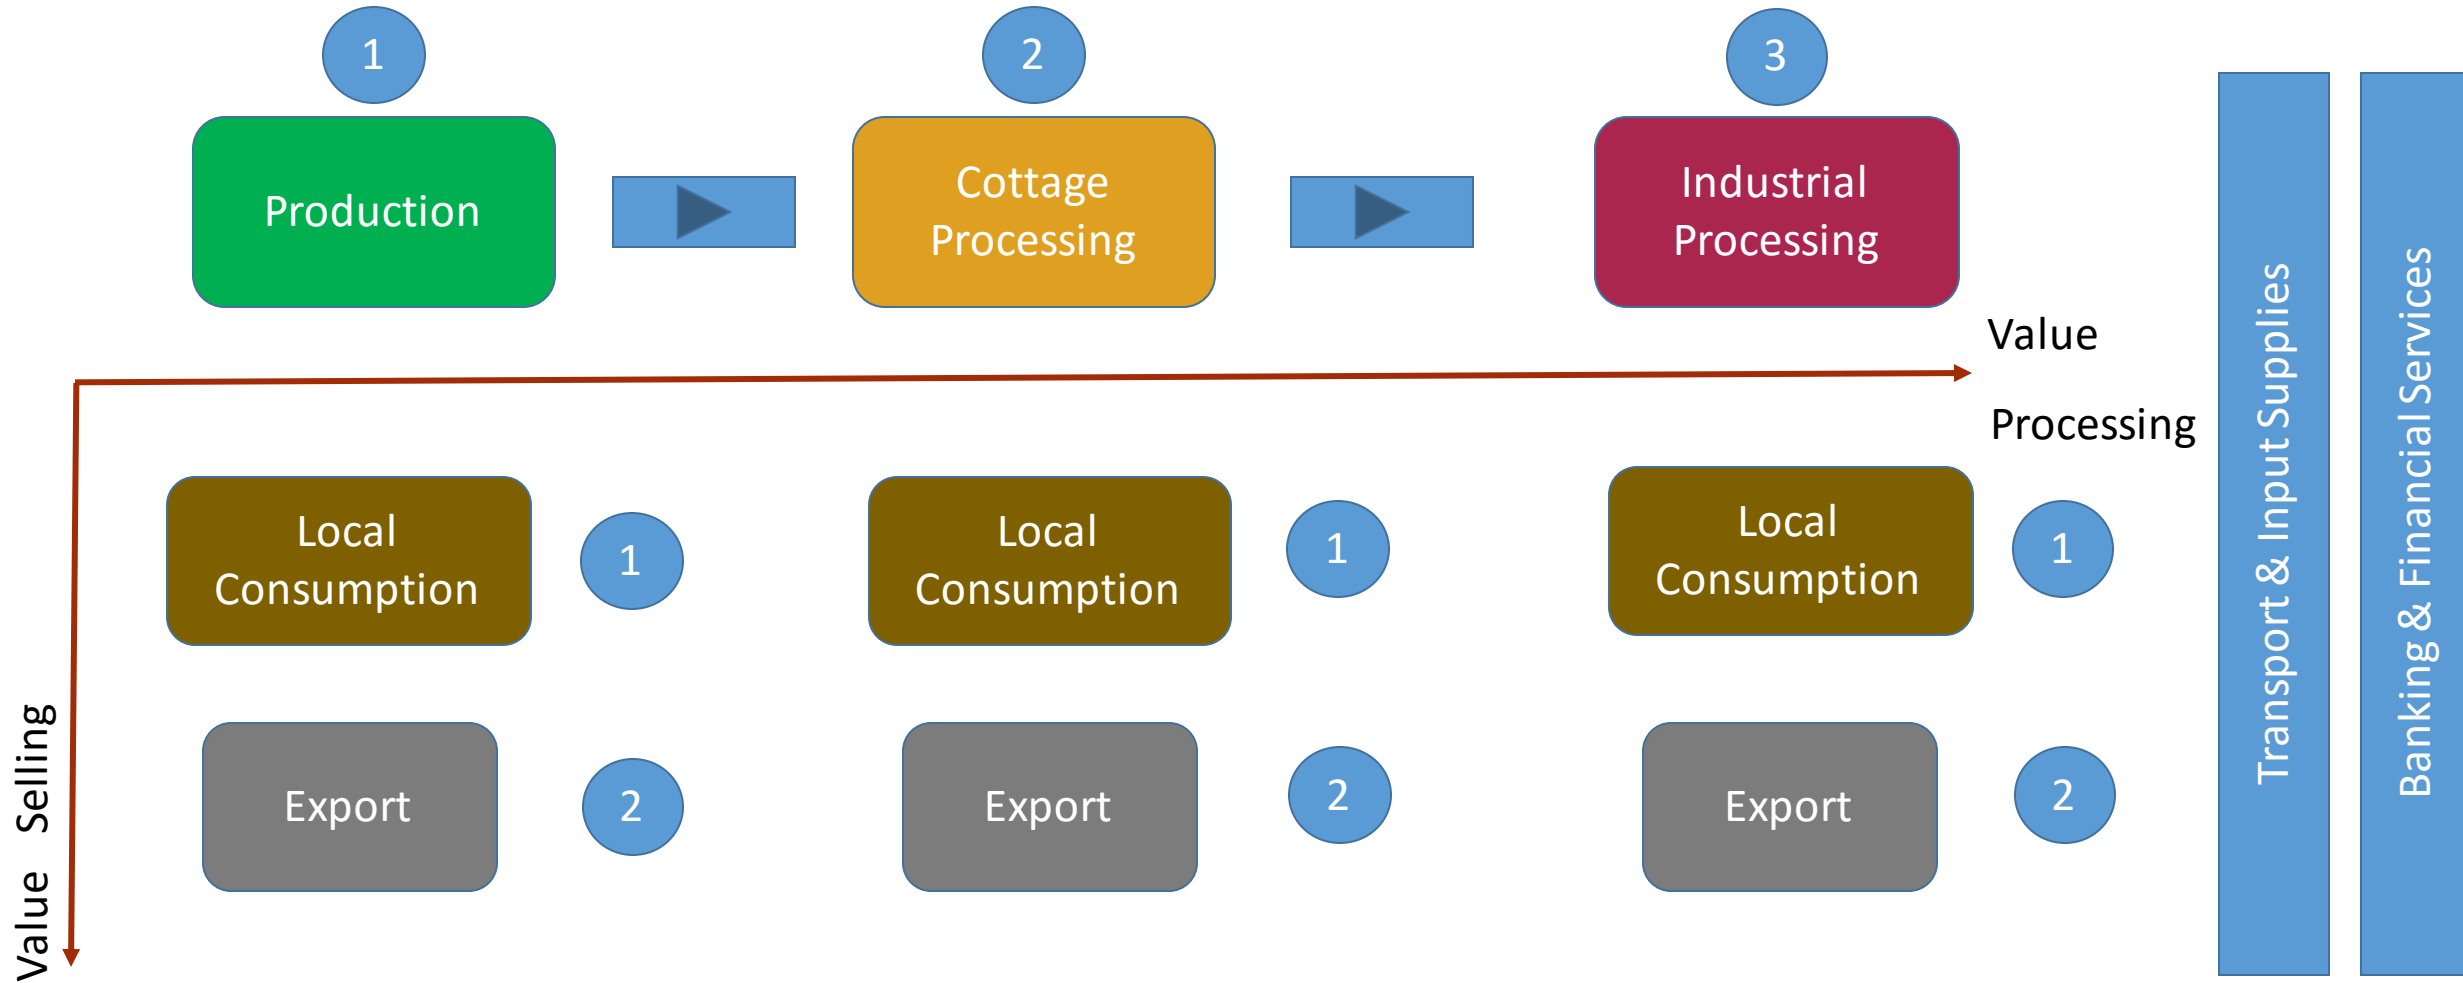 1
2
3
Production
Cottage
Processing
Industrial
Processing
Value
Processing
Local
Consumption
1
Local
Consumption
1
Local
Consumption
1
Export
2
Export
2
Export
2
Value Selling
Transport & Input Supplies
Banking & Financial Services